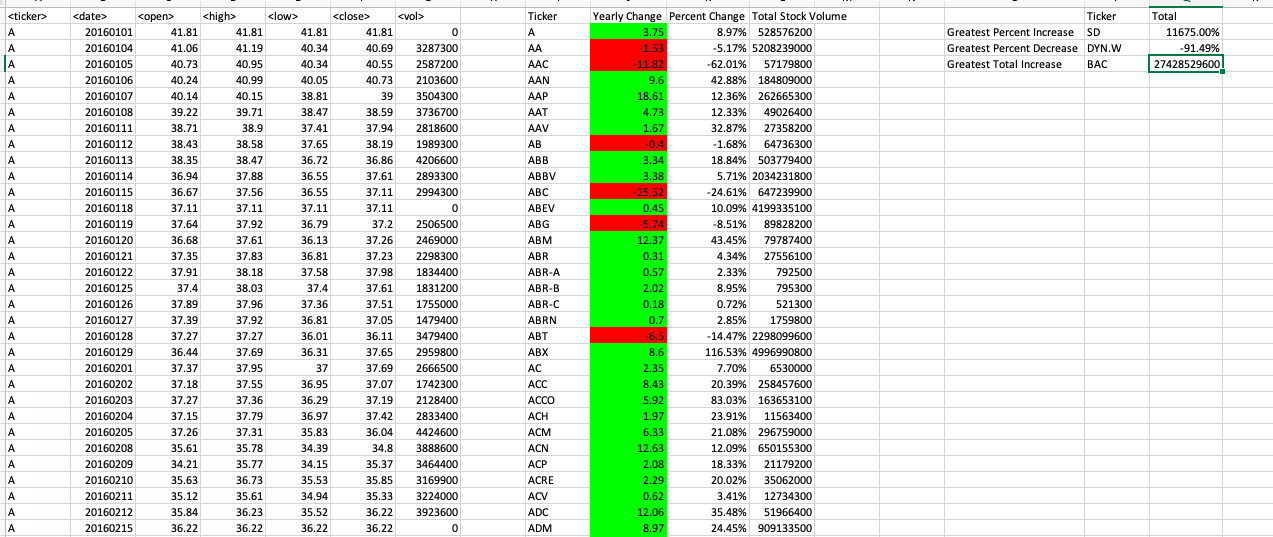 <ticker> <date> <open> <high> <low> <close> <vol> Ticker Yearly Change Percent Change Total Stock Volume Ticker Total
A 20160101 41.81 41.81 41.81 41.81 0 A 3.75 8.97% 528576200 Greatest Percent Increase SD 11675.00%
A 20160104 41.06 41.19 40.34 40.69 3287300 AA -1.53 -5.17% 5208239000 Greatest Percent Decrease DYN.W -91.49%
A 20160105 40.73 40.95 40.34 40.55 2587200 AAC -11.82 -62.01% 57179800 Greatest Total Increase BAC 27428529600
A 20160106 40.24 40.99 40.05 40.73 2103600 AAN 9.6 42.88% 184809000
A 20160107 40.14 40.15 38.81 39 3504300 AAP 18.61 12.36% 262665300
A 20160108 39.22 39.71 38.47 38.59 3736700 AAT 4.73 12.33% 49026400
A 20160111 38.71 38.9 37.41 37.94 2818600 AAV 1.67 32.87% 27358200
A 20160112 38.43 38.58 37.65 38.19 1989300 AB -0.4 -1.68% 64736300
A 20160113 38.35 38.47 36.72 36.86 4206600 ABB 3.34 18.84% 503779400
A 20160114 36.94 37.88 36.55 37.61 2893300 ABBV 3.38 5.71% 2034231800
A 20160115 36.67 37.56 36.55 37.11 2994300 ABC -25.52 -24.61% 647239900
A 20160118 37.11 37.11 37.11 37.11 0 ABEV 0.45 10.09% 4199335100
A 20160119 37.64 37.92 36.79 37.2 2506500 ABG -5.74 -8.51% 89828200
A 20160120 36.68 37.61 36.13 37.26 2469000 ABM 12.37 43.45% 79787400
A 20160121 37.35 37.83 36.81 37.23 2298300 ABR 0.31 4.34% 27556100
A 20160122 37.91 38.18 37.58 37.98 1834400 ABR-A 0.57 2.33% 792500
A 20160125 37.4 38.03 37.4 37.61 1831200 ABR-B 2.02 8.95% 795300
A 20160126 37.89 37.96 37.36 37.51 1755000 ABR-C 0.18 0.72% 521300
A 20160127 37.39 37.92 36.81 37.05 1479400 ABRN 0.7 2.85% 1759800
A 20160128 37.27 37.27 36.01 36.11 3479400 ABT -6.5 -14.47% 2298099600
A 20160129 36.44 37.69 36.31 37.65 2959800 ABX 8.6 116.53% 4996990800
A 20160201 37.37 37.95 37 37.69 2666500 AC 2.35 7.70% 6530000
A 20160202 37.18 37.55 36.95 37.07 1742300 ACC 8.43 20.39% 258457600
A 20160203 37.27 37.36 36.29 37.19 2128400 ACCO 5.92 83.03% 163653100
A 20160204 37.15 37.79 36.97 37.42 2833400 ACH 1.97 23.91% 11563400
A 20160205 37.26 37.31 35.83 36.04 4424600 ACM 6.33 21.08% 296759000
A 20160208 35.61 35.78 34.39 34.8 3888600 ACN 12.63 12.09% 650155300
A 20160209 34.21 35.77 34.15 35.37 3464400 ACP 2.08 18.33% 21179200
A 20160210 35.63 36.73 35.53 35.85 3169900 ACRE 2.29 20.02% 35062000
A 20160211 35.12 35.61 34.94 35.33 3224000 ACV 0.62 3.41% 12734300
A 20160212 35.84 36.23 35.52 36.22 3923600 ADC 12.06 35.48% 51966400
A 20160215 36.22 36.22 36.22 36.22 0 ADM 8.97 24.45% 909133500